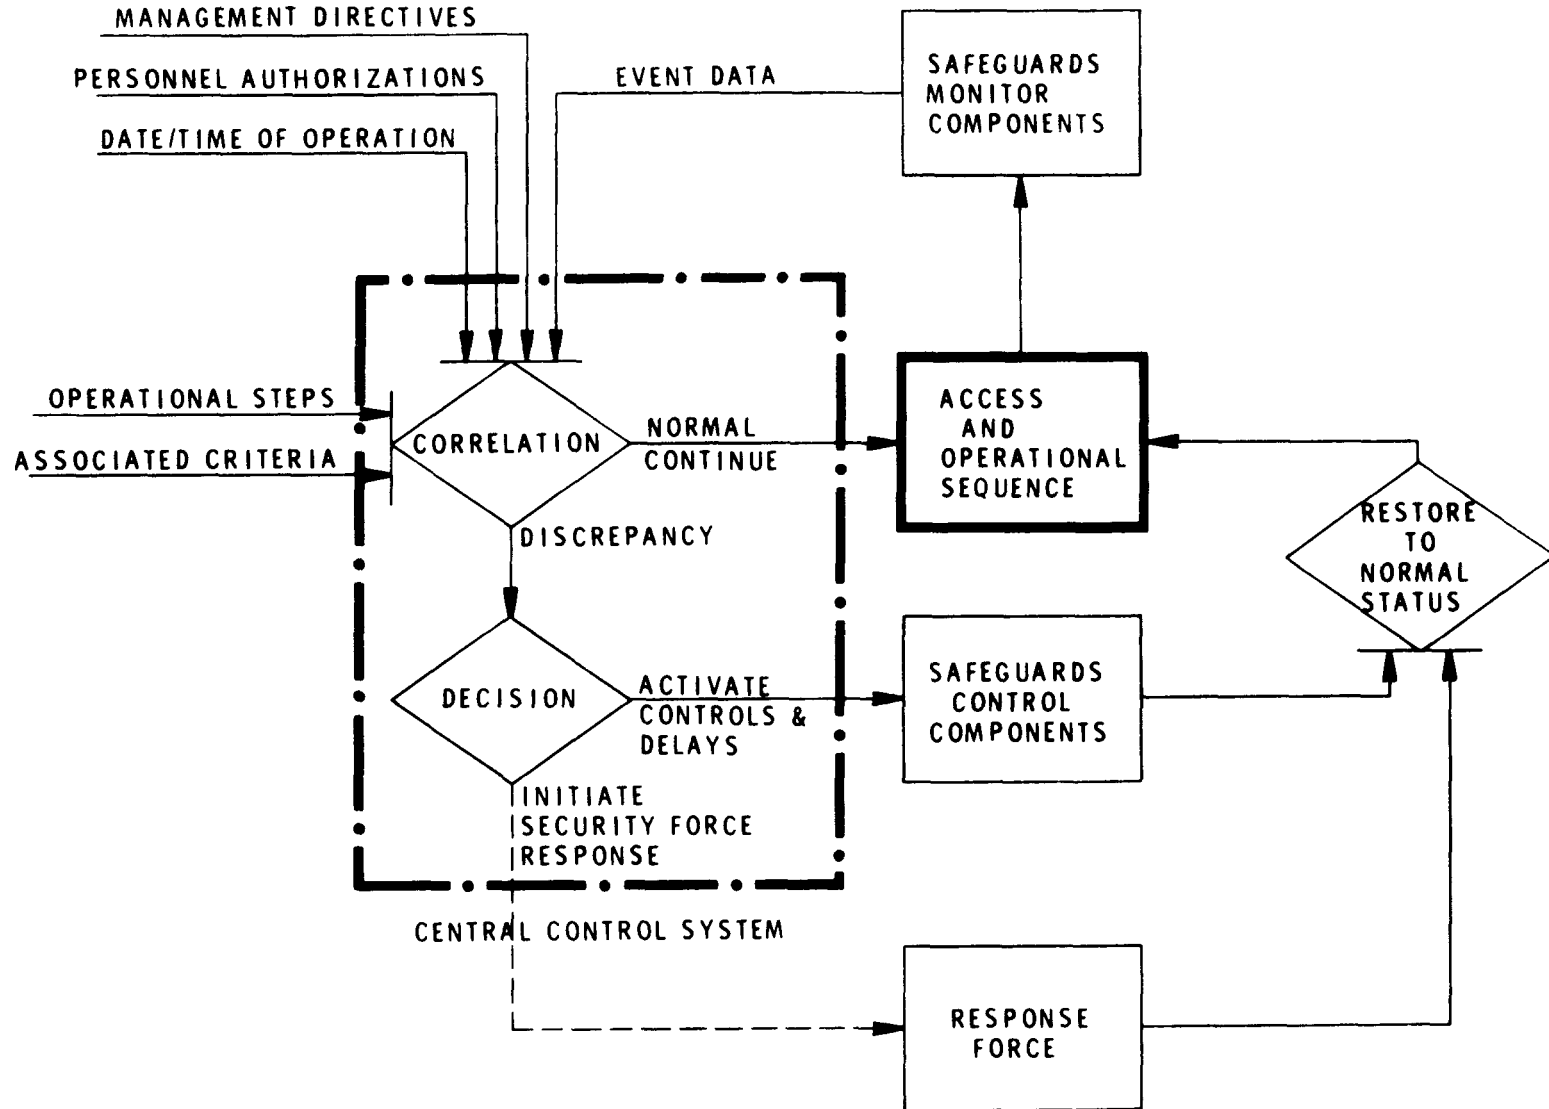 MANAGEMENT DIRECTIVES
PERSONNEL AUTHORIZATIONS
DATE/TIME OF OPERATION
EVENT DATA
SAFEGUARDS
MONITOR
COMPONENTS
OPERATIONAL STEPS
ASSOCIATED CRITERIA
CORRELATION
NORMAL
CONTINUE
ACCESS
AND
OPERATIONAL
SEQUENCE
DISCREPANCY
RESTORE
TO
NORMAL
STATUS
DECISION
ACTIVATE
CONTROLS &
DELAYS
SAFEGUARDS
CONTROL
COMPONENTS
INITIATE
SECURITY FORCE
RESPONSE
CENTRAL CONTROL SYSTEM
RESPONSE
FORCE